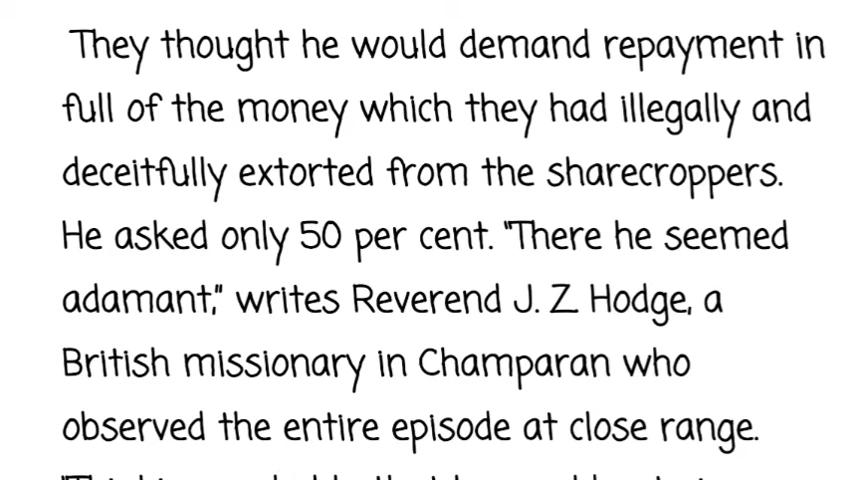 They thought he would demand repayment in
full of the money which they had illegally and
deceitfully extorted from the sharecroppers.
He asked only 50 per cent. "There he seemed
adamant," writes Reverend J. Z Hodge, a
British missionary in Champaran who
observed the entire episode at close range.